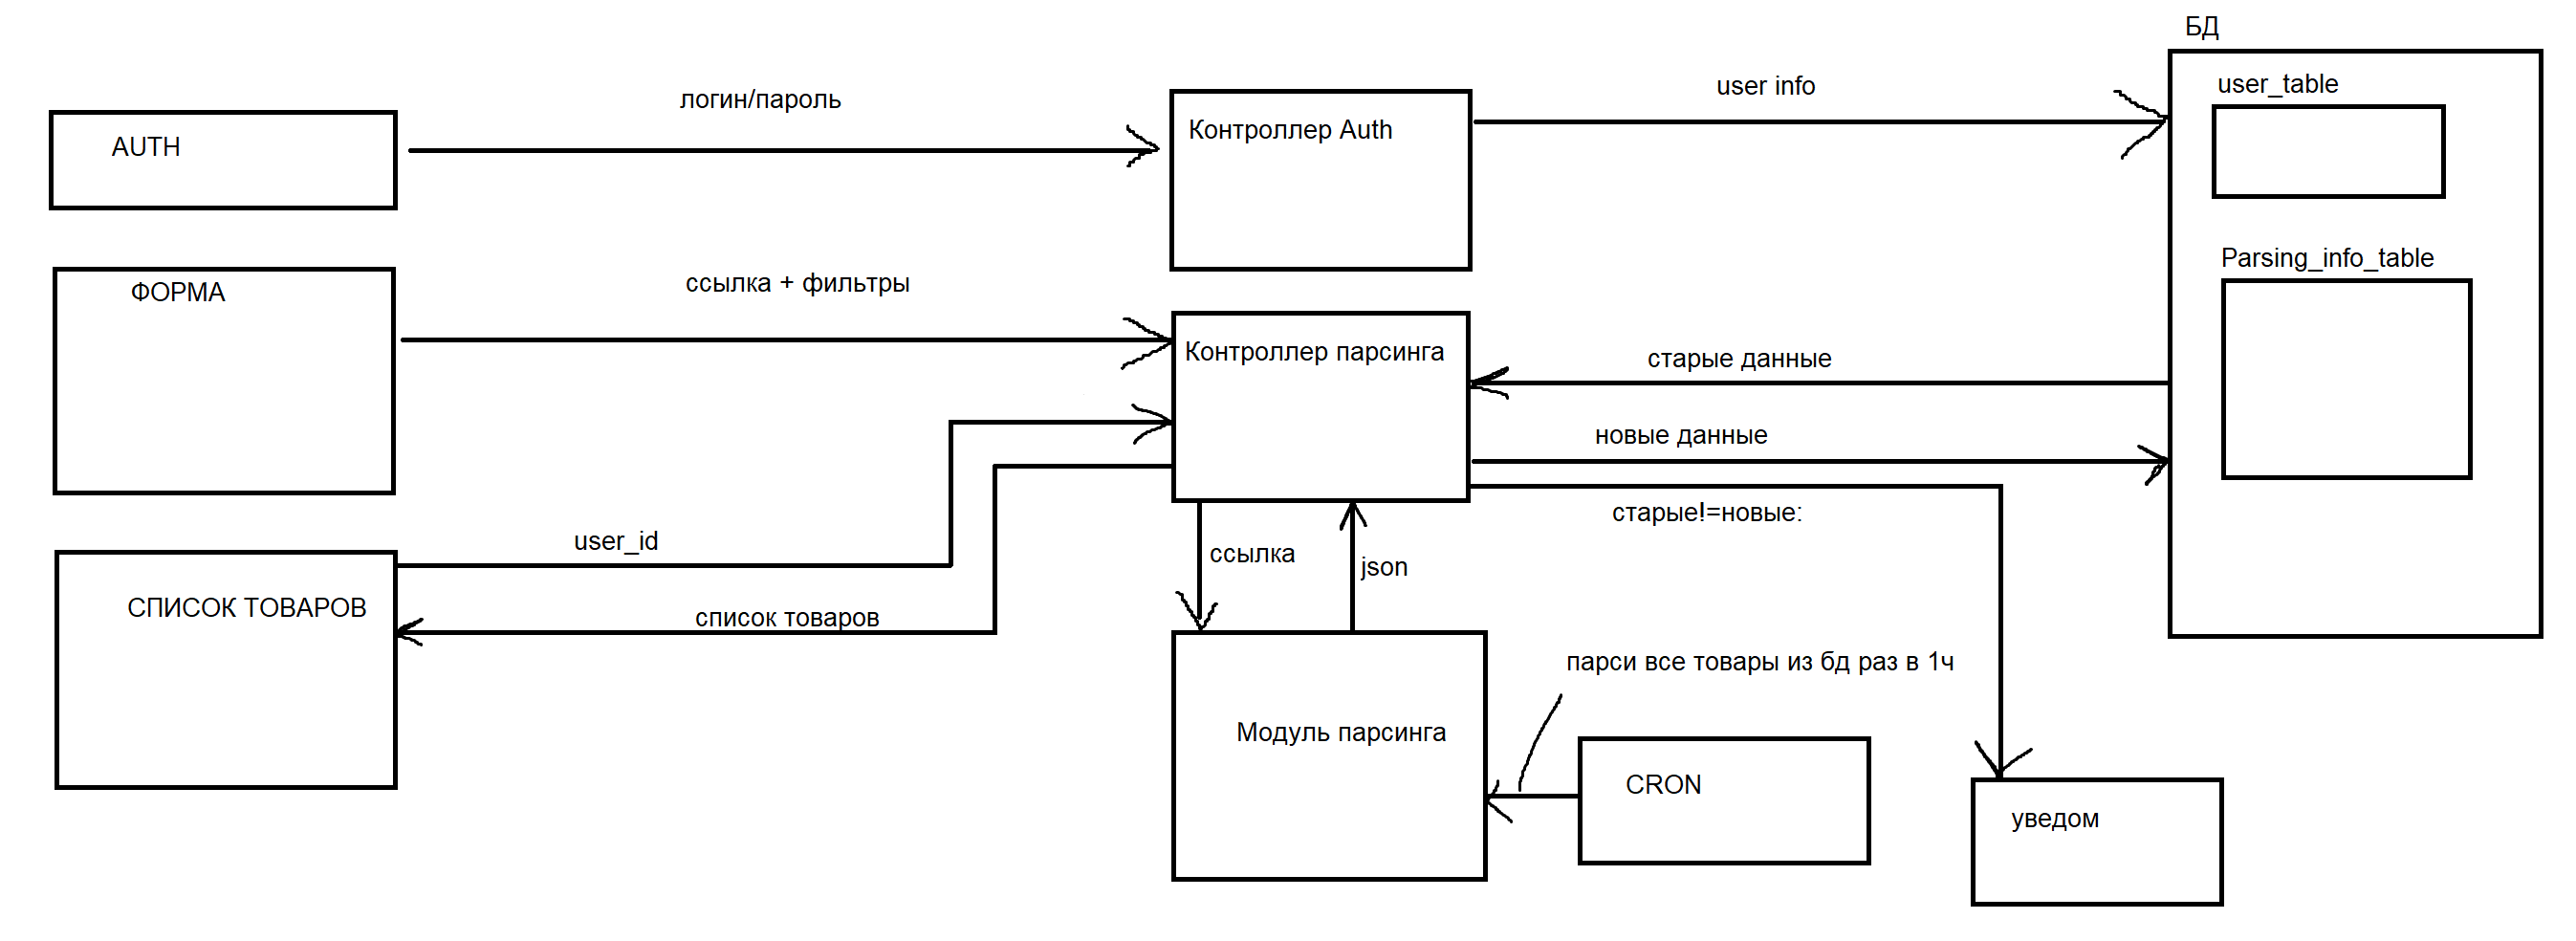 БД
user_table
user info
логин/пароль
Контроллер Auth
AUTH
Parsing_info_table
ссылка + фильтры
ФОРМА
Контроллер парсинга
старые данные
новые данные
старые!=новые:
user_id
ссылка
json
СПИСОК ТОВАРОВ
список товаров
парси все товары из бд раз в 1ч
Модуль парсинга
CRON
уведом